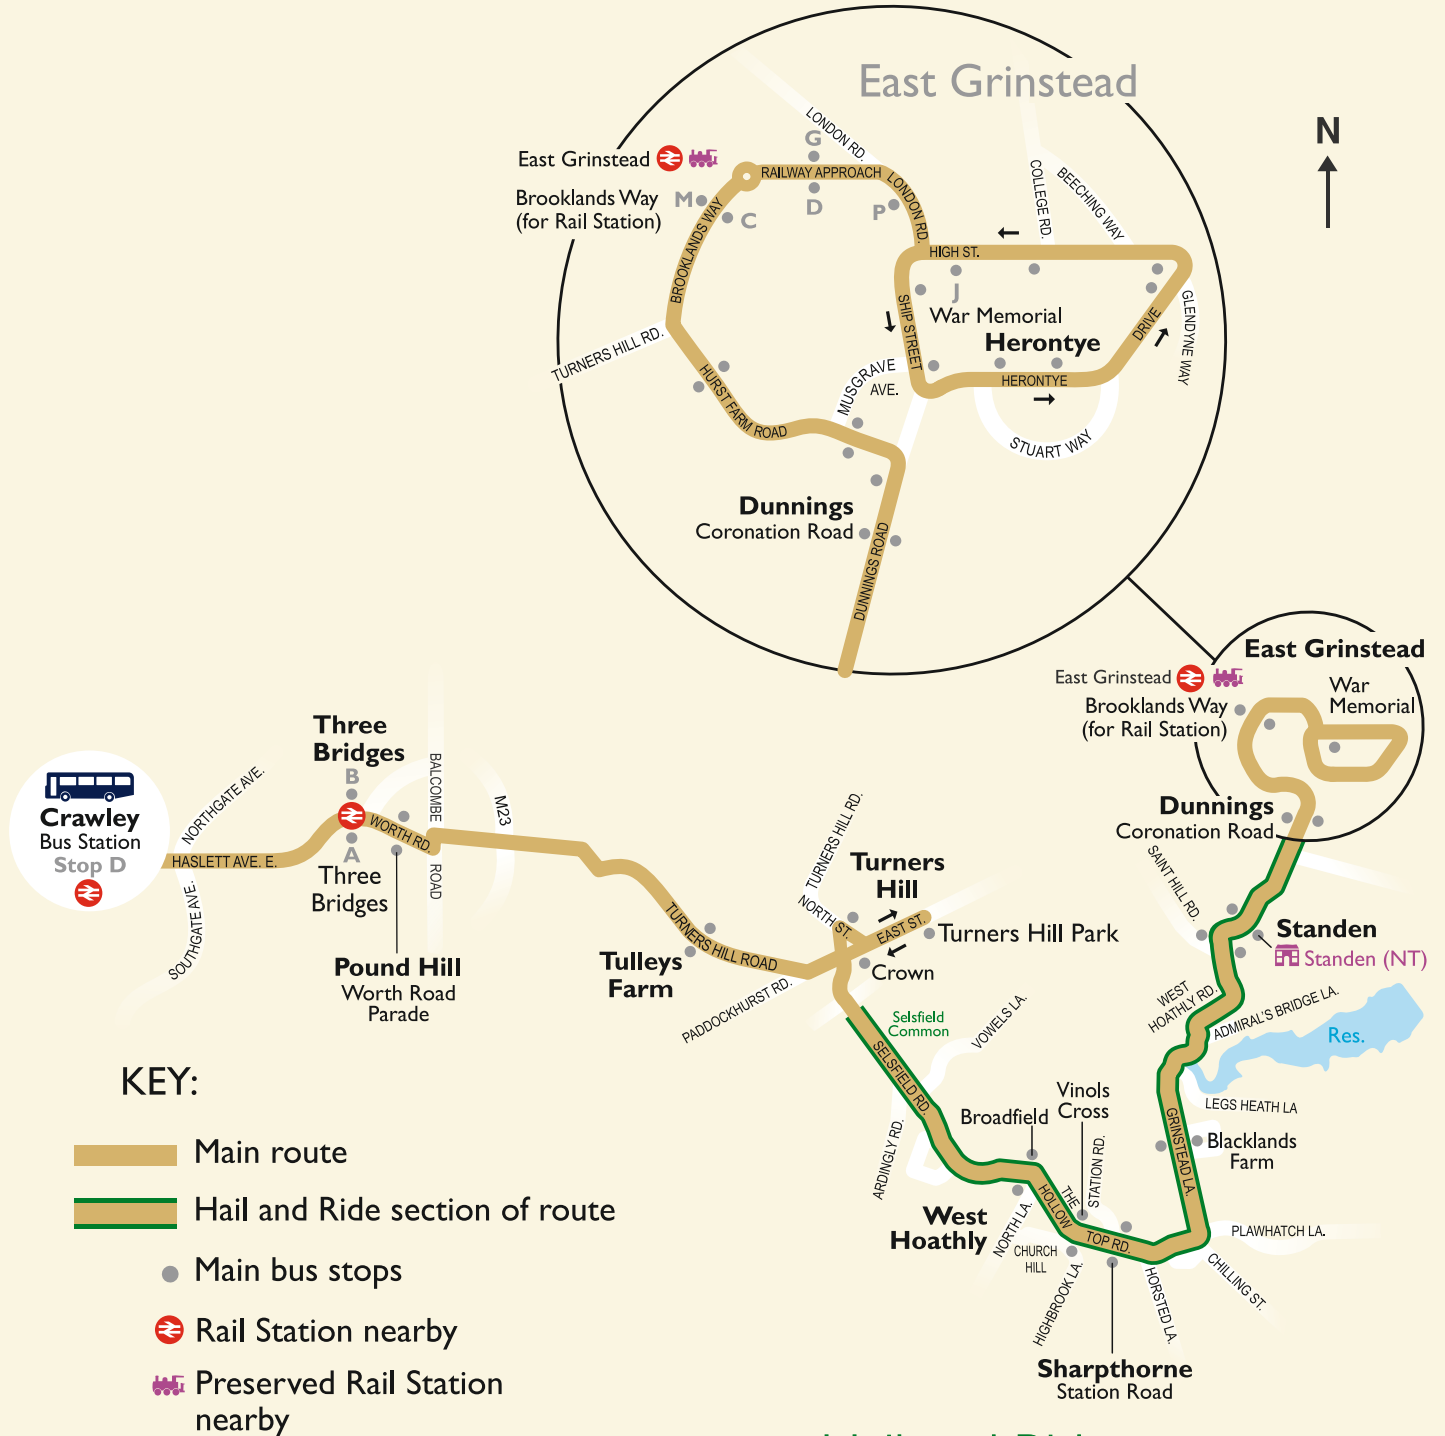 East Grinstead
N
LONDON RD.
G
East Grinstead
RAILWAY APPROACH
Brooklands Way
(for Rail Station)
M
C
D
P
LONDON RD.
COLLEGE RD.
BEECHING WAY
BROOKLANDS WAY
HIGH ST.
J
SHIP STREET
War Memorial
Herontye
DRIVE
GLENDYNE WAY
TURNERS HILL RD.
MUSGRAVE
AVE.
HERONTYE
HURST FARM ROAD
STUART WAY
Dunnings
Coronation Road
DUNNINGS ROAD
East Grinstead
East Grinstead
War
Memorial
Brooklands Way
(for Rail Station)
Dunnings
Coronation Road
Three
Bridges
B
BALCOMBE
ROAD
M23
NORTHGATE AVE.
Crawley
Bus Station
Stop D
HASLETT AVE. E.
WORTH RD.
A
Three
Bridges
SOUTHGATE AVE.
Pound Hill
Worth Road
Parade
TURNERS HILL RD.
Turners
Hill
NORTH ST.
EAST ST.
Turners Hill Park
Crown
TURNERS HILL ROAD
Tulleys
Farm
PADDOCKHURST RD.
SAINT HILL RD.
Standen
Standen (NT)
WEST
HOATHLY RD.
ADMIRAL'S BRIDGE LA.
Res.
Selsfield
Common
VOWELS LA.
SELSFIELD RD.
LEGS HEATH LA
Vinols
Cross
Broadfield
GRINSTEAD LA.
Blacklands
Farm
ARDINGLY RD.
THE
HOLLOW
STATION RD.
West
Hoathly
NORTH LA.
TOP RD.
PLAWHATCH LA.
CHURCH
HILL
HIGHBROOK LA.
HORSTED LA.
CHILLING ST.
Sharpthorne
Station Road
KEY:
Main route
Hail and Ride section of route
Main bus stops
Rail Station nearby
Preserved Rail Station
nearby